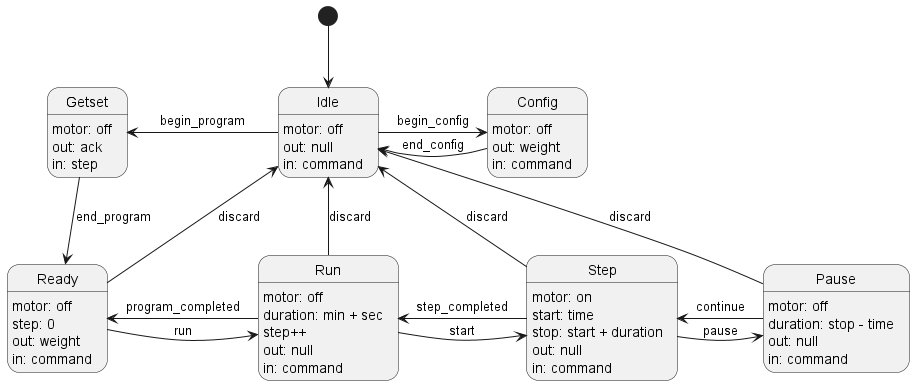 Getset
motor: off
out: ack
in: step
begin_program
Idle
motor: off
out: null
in: command
begin_config
end_config
Config
motor: off
out: weight
in: command
end_program
discard
discard
discard
discard
Ready
motor: off
step: 0
out: weight
in: command
program_completed
run
Run
motor: off
duration: min + sec
step++
out: null
in: command
step_completed
start
Step
motor: on
start: time
stop: start + duration
out: null
in: command
continue
pause
Pause
motor: off
duration: stop - time
out: null
in: command